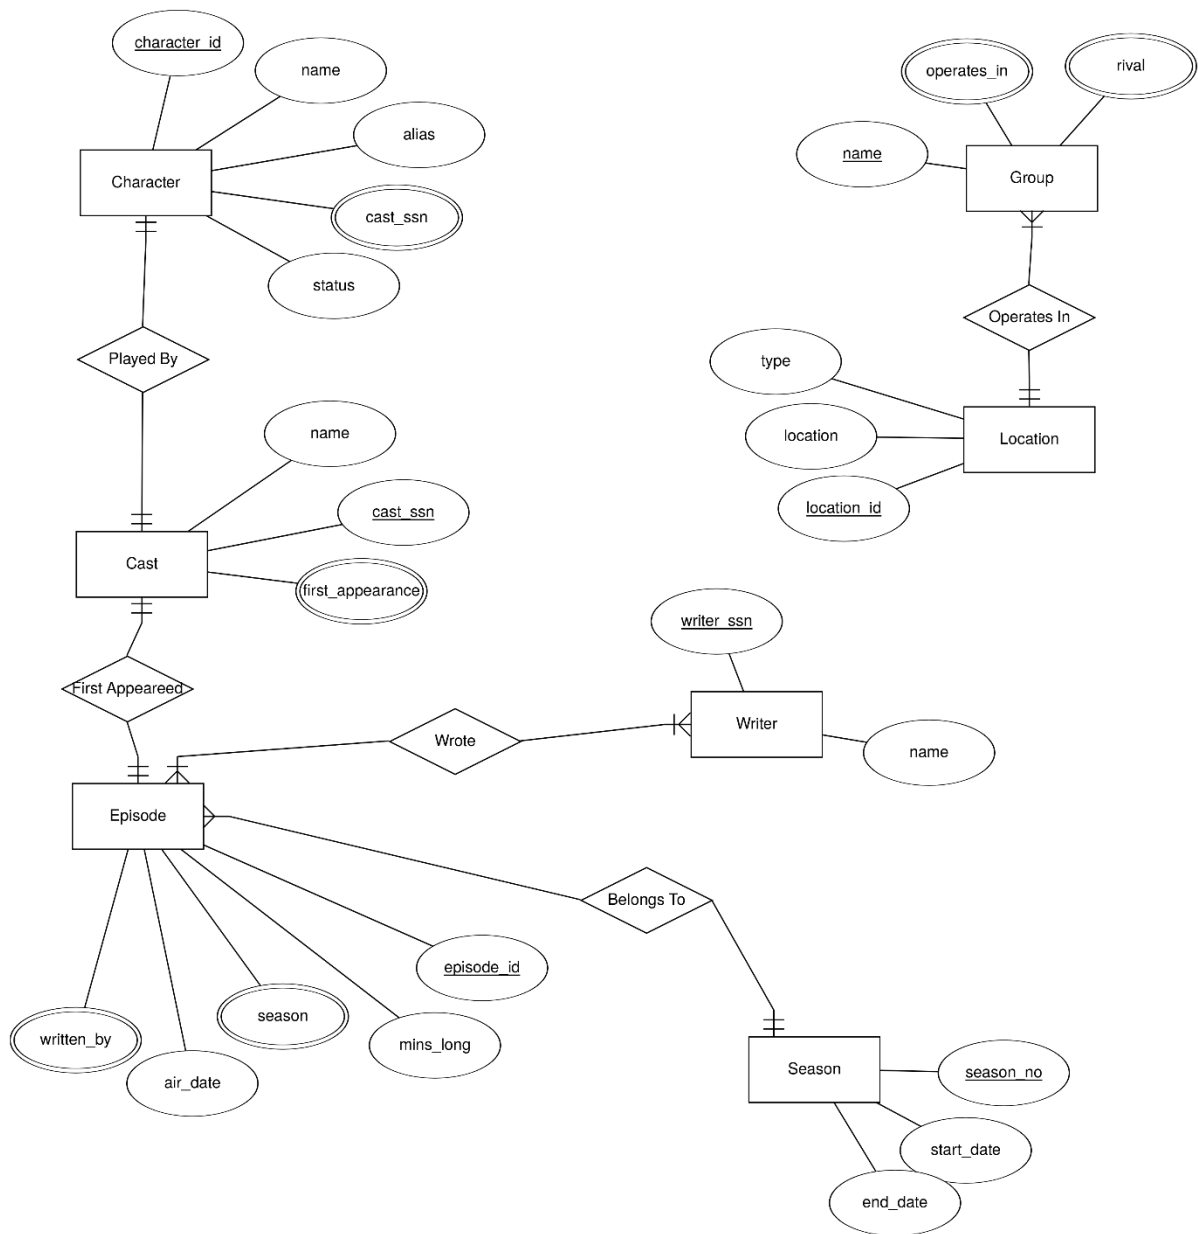 character_id
name
alias
Character
cast_ssn
status
Played By
name
cast_ssn
Cast
first_appearance
First Appeareed
Wrote
Episode
writer_ssn
Writer
name
Belongs To
episode_id
season
written_by
mins_long
air_date
Season
season_no
start_date
end_date
operates_in
rival
name
Group
Operates In
type
location
Location
location_id